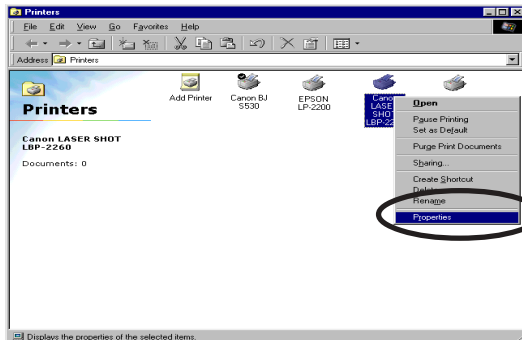 Printers
File Edit View Go Favorites Help
Address Printers
Printers
Canon LASER SHOT
LBP-2260
Documents: 0
Add Printer
Canon BJ
S530
EPSON
LP-2200
Canon
LASER
SHOT
LBP-22
Open
Pause Printing
Set as Default
Purge Print Documents
Sharing...
Create Shortcut
Delete
Rename
Properties
Displays the properties of the selected items.